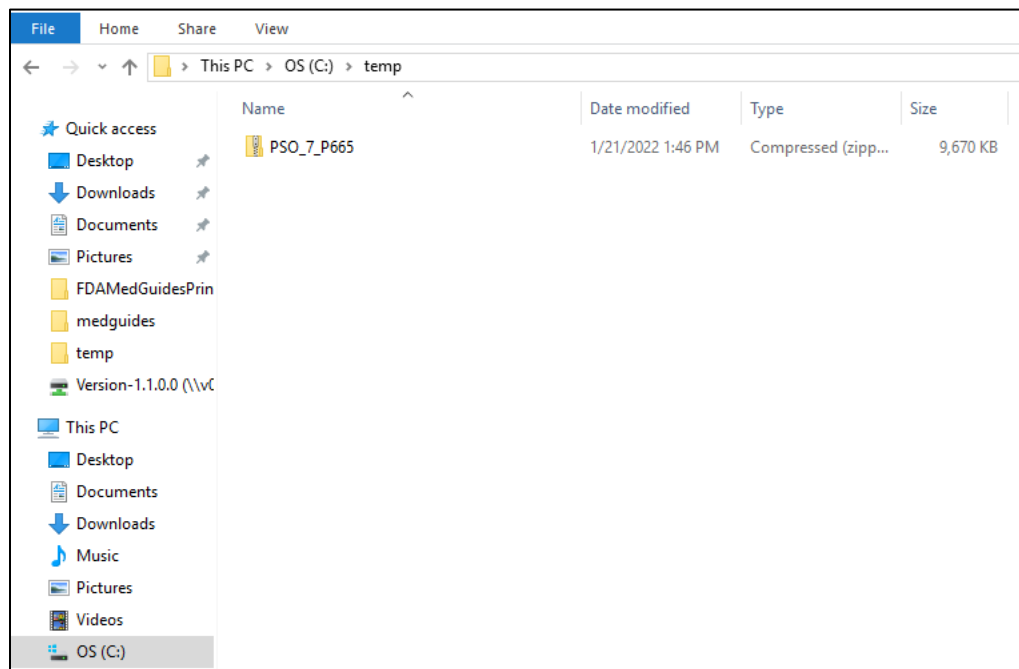 File Home Share View
This PC > OS (C:) > temp
Name Date modified Type Size
PSO_7_P665 1/21/2022 1:46 PM Compressed (zipp... 9,670 KB
Quick access
Desktop
Downloads
Documents
Pictures
FDAMedGuidesPrin
medguides
temp
Version-1.1.0.0 (\\v0
This PC
Desktop
Documents
Downloads
Music
Pictures
Videos
OS (C:)